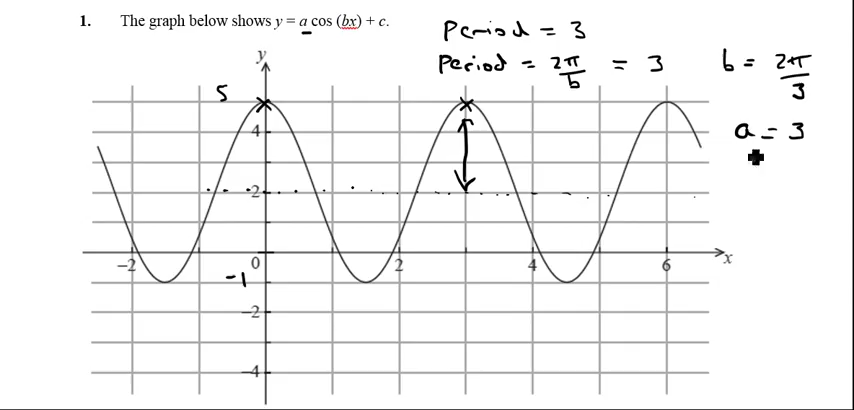 1. The graph below shows y = a cos (bx) + c.
Period = 3
Period = 2π/b = 3
b = 2π/3
a = 3
y
5
4
2
-1
0
-2
2
4
6
x
-2
-4